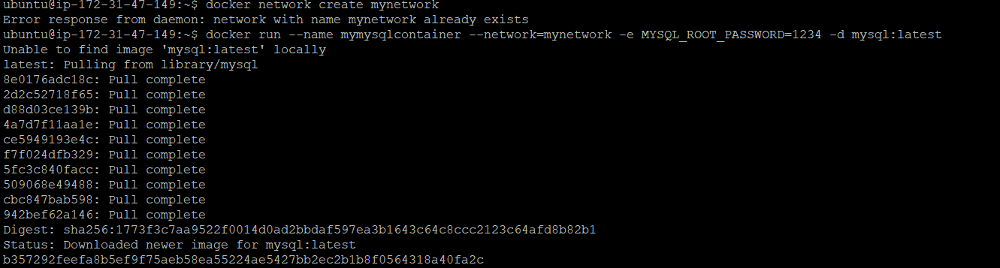 ubuntu@ip-172-31-47-149:~$ docker network create mynetwork
Error response from daemon: network with name mynetwork already exists
ubuntu@ip-172-31-47-149:~$ docker run --name mymysqlcontainer --network=mynetwork -e MYSQL_ROOT_PASSWORD=1234 -d mysql:latest
Unable to find image 'mysql:latest' locally
latest: Pulling from library/mysql
8e0176adc18c: Pull complete
2d2c52718f65: Pull complete
d88d03ce139b: Pull complete
4a7d7f11aa1e: Pull complete
ce5949193e4c: Pull complete
f7f024dfb329: Pull complete
5fc3c840facc: Pull complete
509068e49488: Pull complete
cbc847bab598: Pull complete
942bef62a146: Pull complete
Digest: sha256:1773f3c7aa9522f0014d0ad2bbdaf597ea3b1643c64c8ccc2123c64afd8b82b1
Status: Downloaded newer image for mysql:latest
b357292feefa8b5ef9f75aeb58ea55224ae5427bb2ec2b1b8f0564318a40fa2c